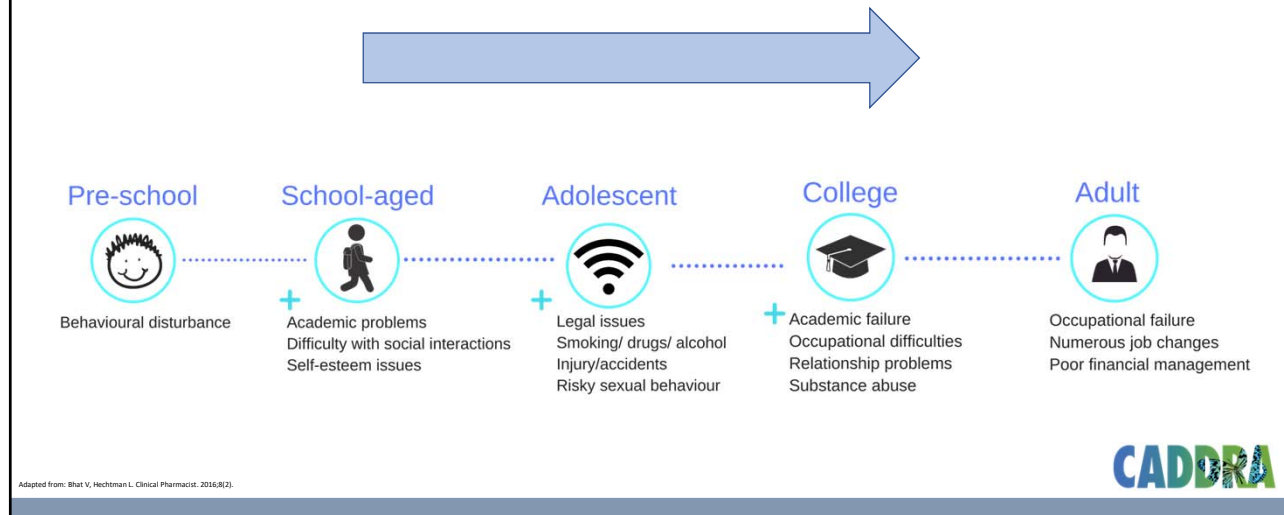 Pre-school
Behavioural disturbance
School-aged
+
Academic problems
Difficulty with social interactions
Self-esteem issues
Adolescent
+
Legal issues
Smoking/ drugs/ alcohol
Injury/accidents
Risky sexual behaviour
College
+
Academic failure
Occupational difficulties
Relationship problems
Substance abuse
Adult
Occupational failure
Numerous job changes
Poor financial management
Adapted from: Bhat V, Hechtman L. Clinical Pharmacist. 2016;8(2).
CADDRA